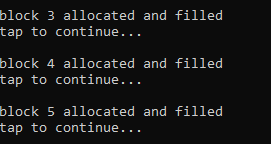 block 3 allocated and filled
tap to continue...
block 4 allocated and filled
tap to continue...
block 5 allocated and filled
tap to continue...